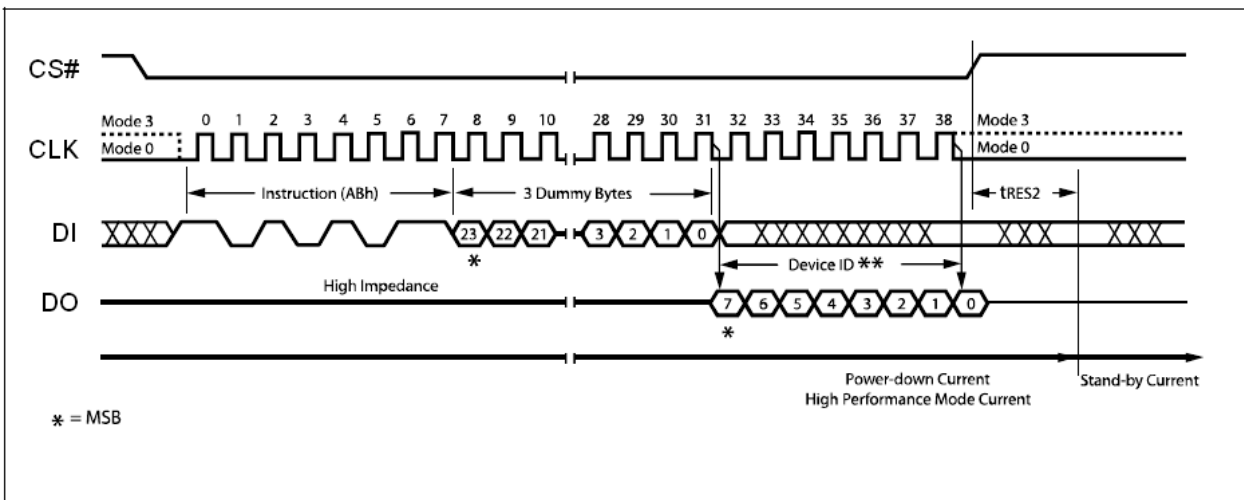 CS#
Mode 3 0 1 2 3 4 5 6 7 8 9 10 28 29 30 31 32 33 34 35 36 37 38 Mode 3
CLK Mode 0 Mode 0
Instruction (ABh) 3 Dummy Bytes tRES2
DI 23 22 21 3 2 1 0
* Device ID **
High Impedance
DO 7 6 5 4 3 2 1 0
*
Power-down Current Stand-by Current
High Performance Mode Current
* = MSB